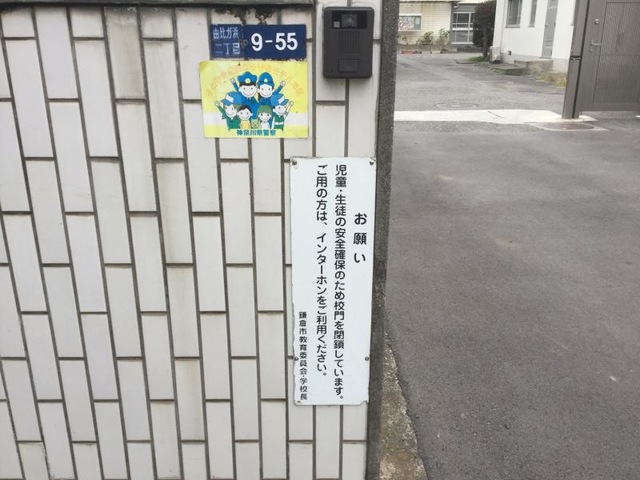 由比ガ浜
二丁目
9-55
神奈川県警察
お願い
児童・生徒の安全確保のため校門を閉鎖しています。
ご用の方は、インターホンをご利用ください。
鎌倉市教育委員会・学校長